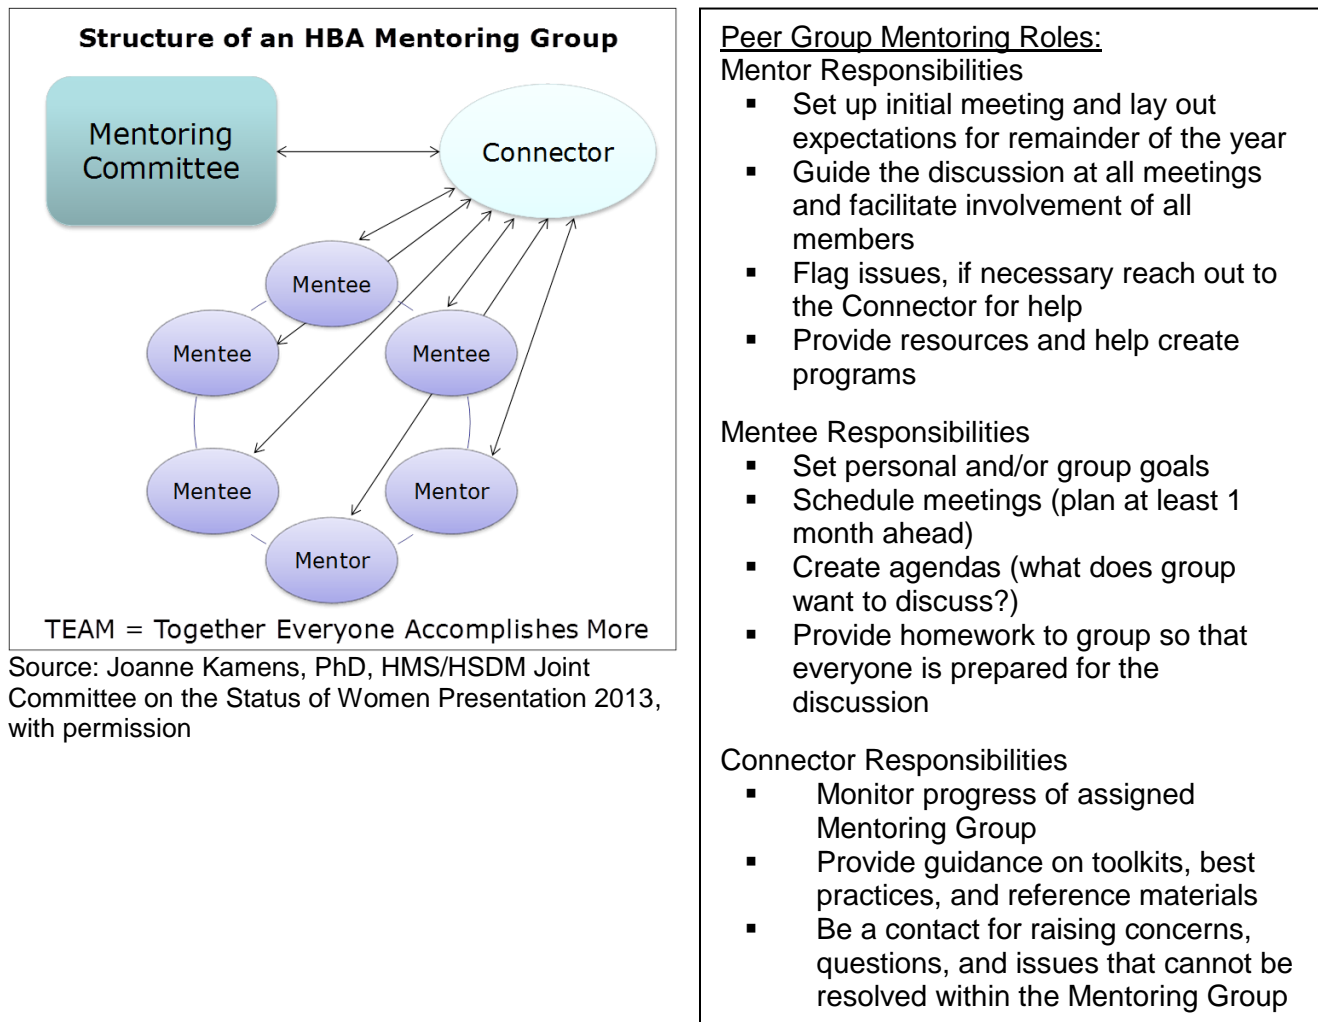 Structure of an HBA Mentoring Group
Mentoring
Committee
Connector
Mentee
Mentee
Mentee
Mentee
Mentor
Mentor
TEAM = Together Everyone Accomplishes More
Source: Joanne Kamens, PhD, HMS/HSDM Joint
Committee on the Status of Women Presentation 2013,
with permission
Peer Group Mentoring Roles:
Mentor Responsibilities
▪ Set up initial meeting and lay out
expectations for remainder of the year
▪ Guide the discussion at all meetings
and facilitate involvement of all
members
▪ Flag issues, if necessary reach out to
the Connector for help
▪ Provide resources and help create
programs
Mentee Responsibilities
▪ Set personal and/or group goals
▪ Schedule meetings (plan at least 1
month ahead)
▪ Create agendas (what does group
want to discuss?)
▪ Provide homework to group so that
everyone is prepared for the
discussion
Connector Responsibilities
▪ Monitor progress of assigned
Mentoring Group
▪ Provide guidance on toolkits, best
practices, and reference materials
▪ Be a contact for raising concerns,
questions, and issues that cannot be
resolved within the Mentoring Group